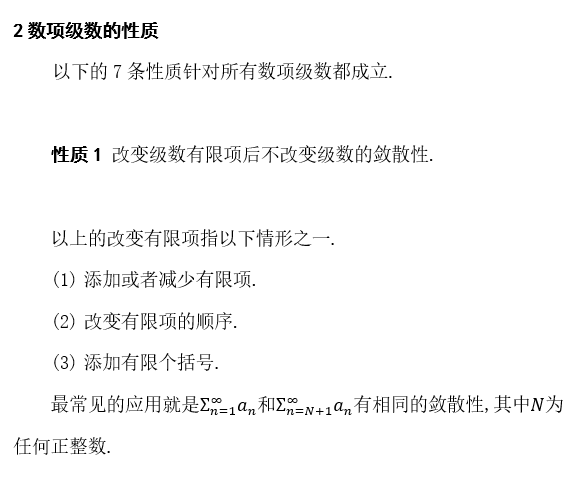 2 数项级数的性质
以下的 7 条性质针对所有数项级数都成立.
性质 1 改变级数有限项后不改变级数的敛散性.
以上的改变有限项指以下情形之一.
(1) 添加或者减少有限项.
(2) 改变有限项的顺序.
(3) 添加有限个括号.
最常见的应用就是∑_{n=1}^{∞} a_n和∑_{n=N+1}^{∞} a_n有相同的敛散性, 其中N为
任何正整数.